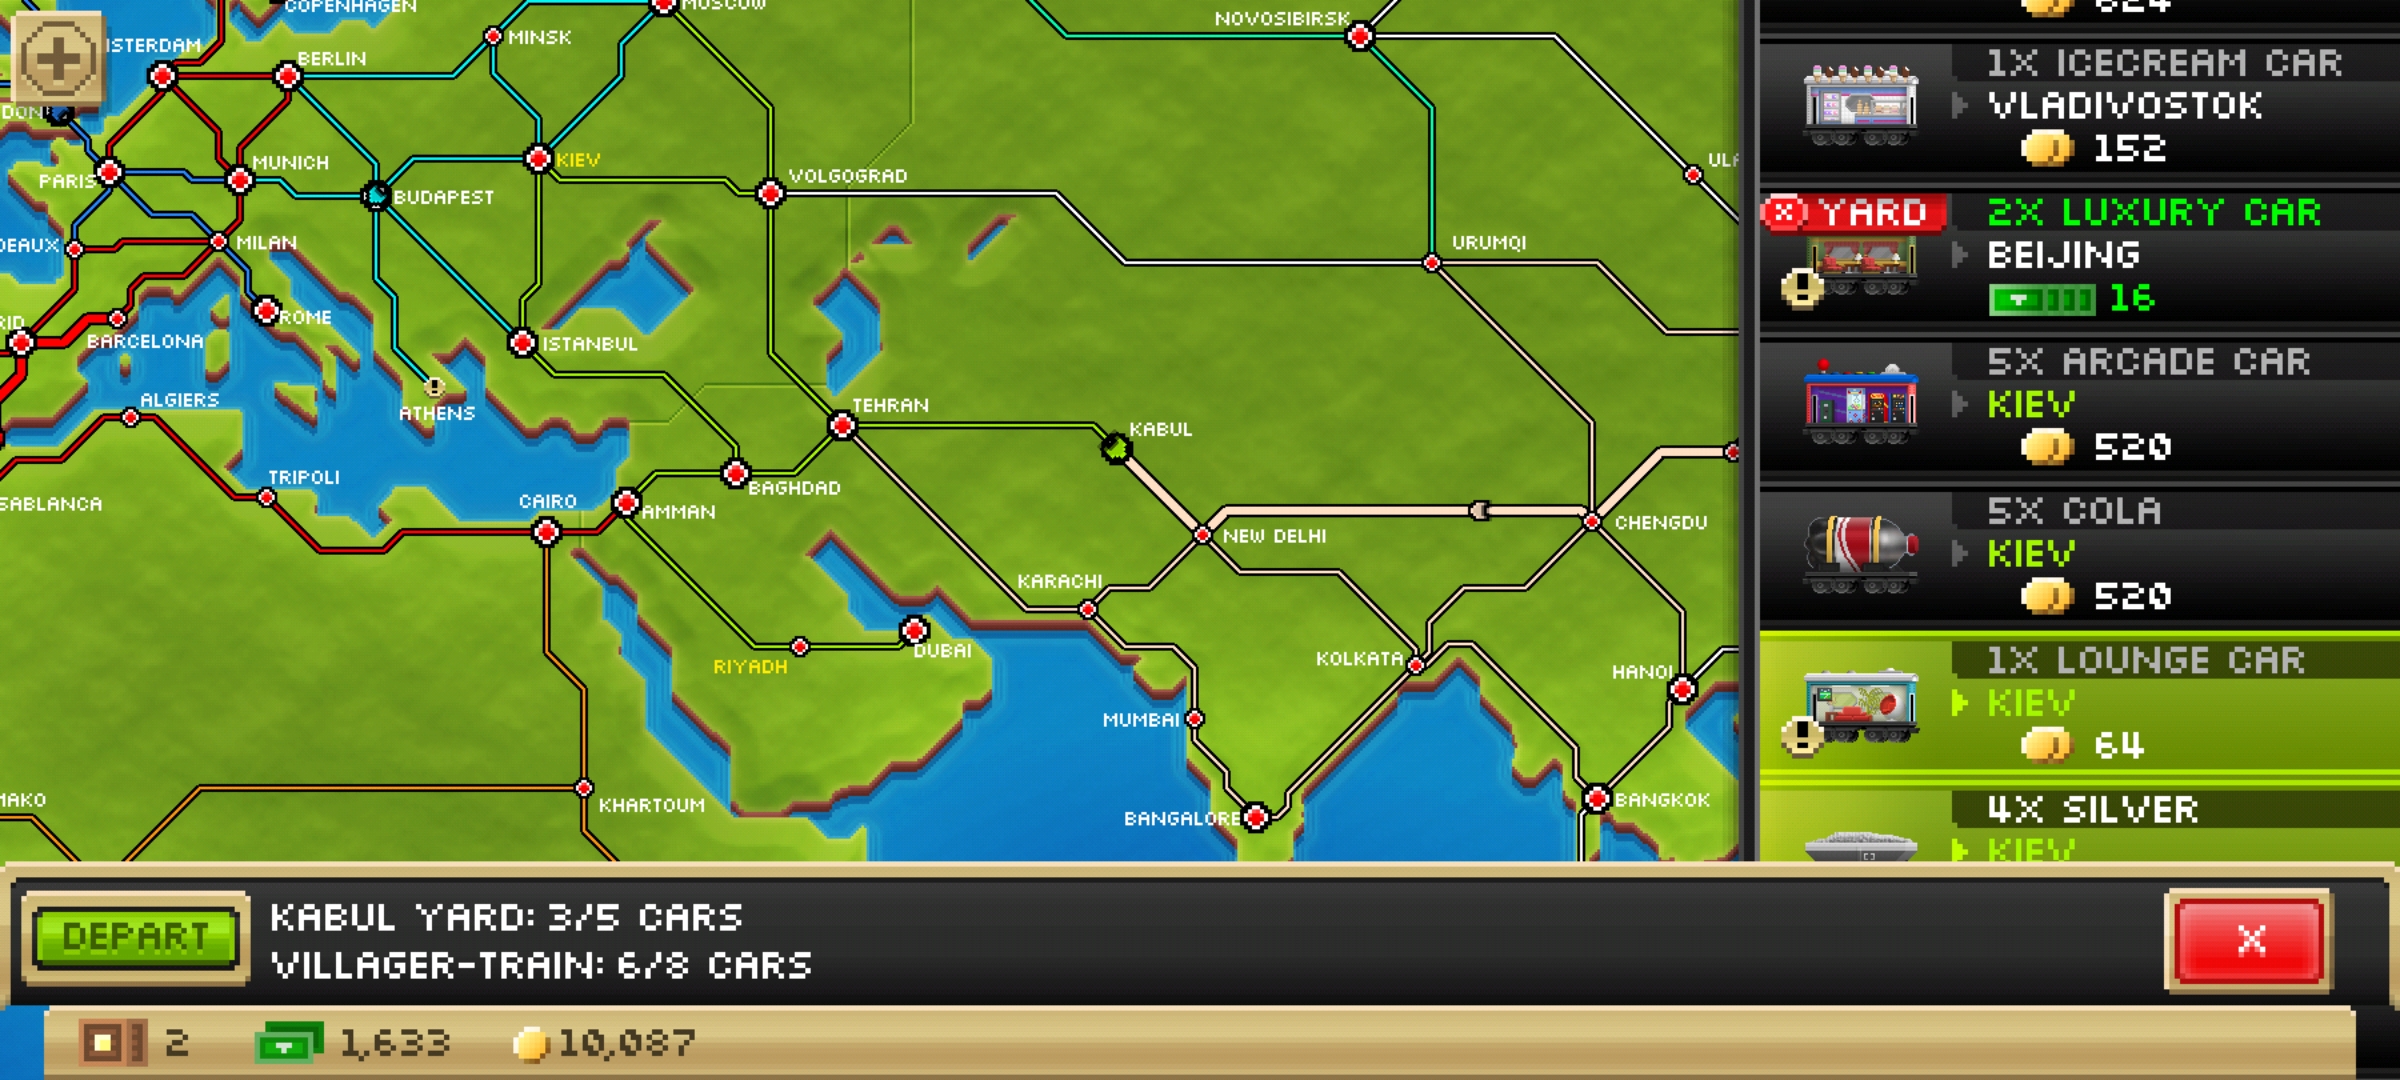 COPENHAGEN
MOSCOW
MINSK
NOVOSIBIRSK
BERLIN
MUNICH
KIEV
PARIS
BUDAPEST
VOLGOGRAD
MILAN
URUMQI
ROME
BARCELONA
ISTANBUL
ALGIERS
ATHENS
TEHRAN
KABUL
TRIPOLI
CAIRO
BAGHDAD
AMMAN
NEW DELHI
CHENGDU
KARACHI
RIYADH
DUBAI
KOLKATA
HANOI
MUMBAI
KHARTOUM
BANGALORE
BANGKOK
624
1X ICECREAM CAR
VLADIVOSTOK
152
YARD
2X LUXURY CAR
BEIJING
16
5X ARCADE CAR
KIEV
520
5X COLA
KIEV
520
1X LOUNGE CAR
KIEV
64
4X SILVER
KIEV
DEPART
KABUL YARD: 3/5 CARS
VILLAGER-TRAIN: 6/8 CARS
X
2
1,633
10,087